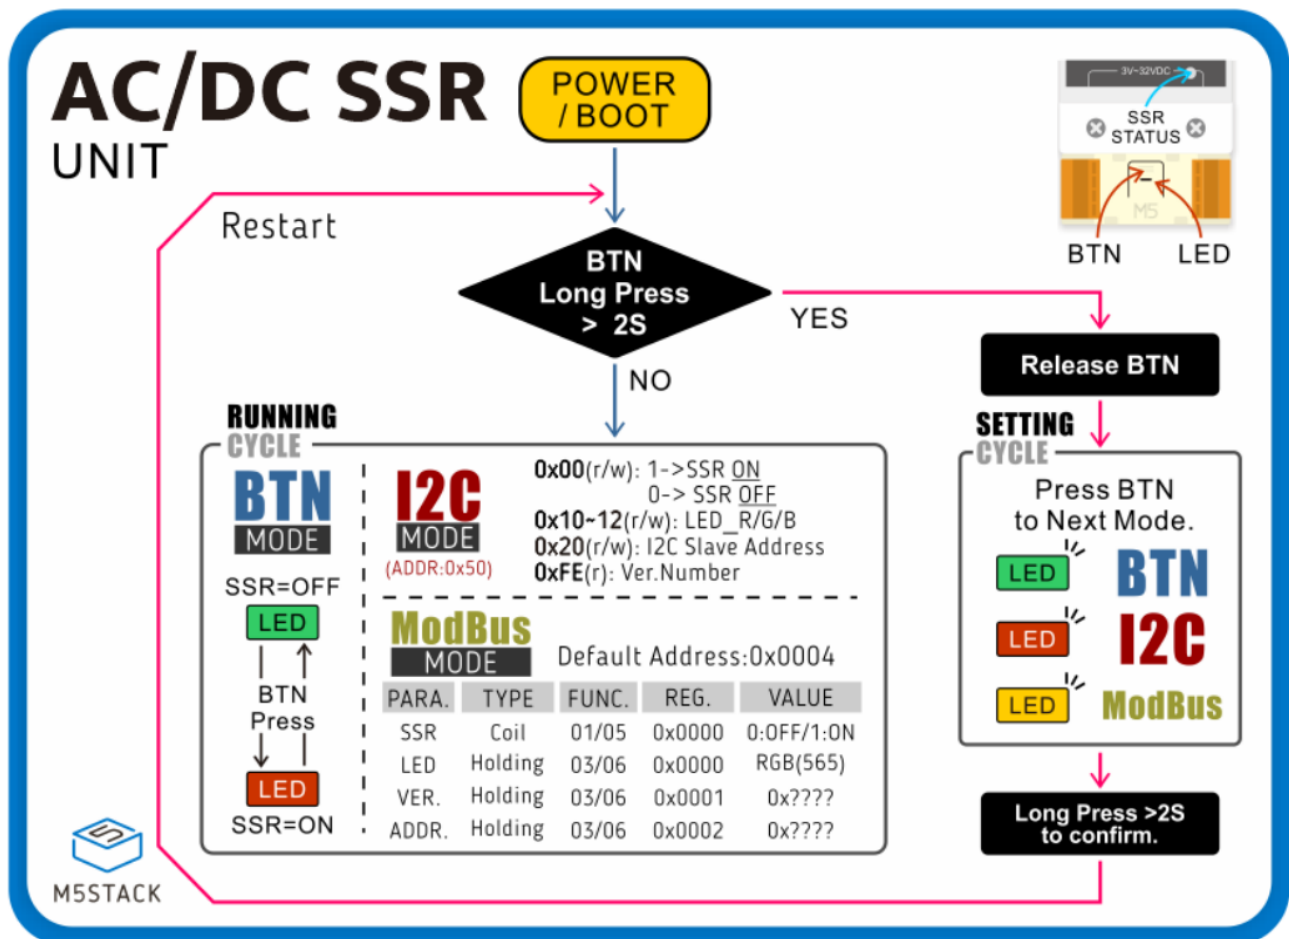 AC/DC SSR
UNIT
POWER
/ BOOT
3V~32VDC
SSR
STATUS
M5
BTN
LED
Restart
BTN
Long Press
> 2S
YES
NO
Release BTN
RUNNING
CYCLE
BTN
MODE
SSR=OFF
LED
BTN
Press
LED
SSR=ON
I2C
MODE
(ADDR:0x50)
0x00(r/w): 1->SSR ON
0-> SSR OFF
0x10~12(r/w): LED_R/G/B
0x20(r/w): I2C Slave Address
0xFE(r): Ver.Number
ModBus
MODE
Default Address:0x0004
PARA. TYPE FUNC. REG. VALUE
SSR Coil 01/05 0x0000 0:OFF/1:ON
LED Holding 03/06 0x0000 RGB(565)
VER. Holding 03/06 0x0001 0x????
ADDR. Holding 03/06 0x0002 0x????
SETTING
CYCLE
Press BTN
to Next Mode.
LED BTN
LED I2C
LED ModBus
Long Press >2S
to confirm.
5
M5STACK